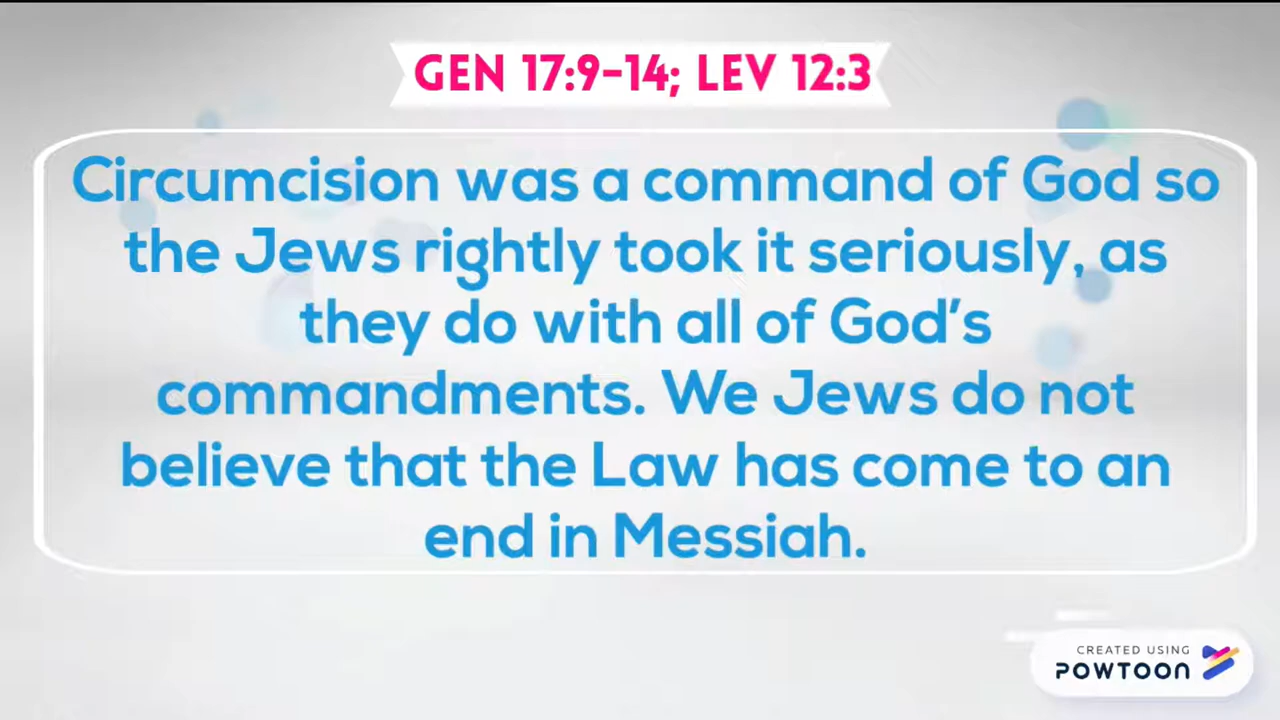 GEN 17:9-14; LEV 12:3
Circumcision was a command of God so
the Jews rightly took it seriously, as
they do with all of God's
commandments. We Jews do not
believe that the Law has come to an
end in Messiah.
CREATED USING
POWTOON